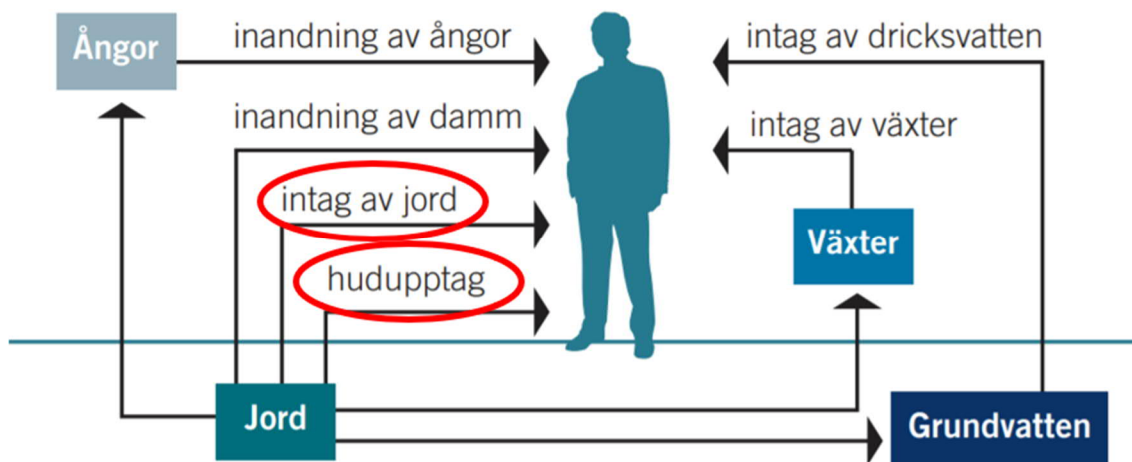 Ångor
inandning av ångor
intag av dricksvatten
inandning av damm
intag av växter
intag av jord
Växter
hudupptag
Jord
Grundvatten